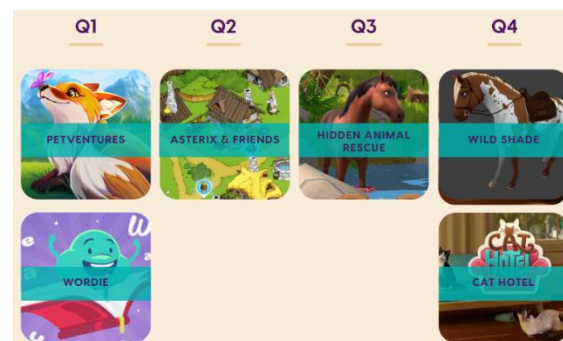 Q1
Q2
Q3
Q4
PETVENTURES
ASTERIX & FRIENDS
HIDDEN ANIMAL
RESCUE
WILD SHADE
WORDIE
CAT
HOTEL
CAT HOTEL